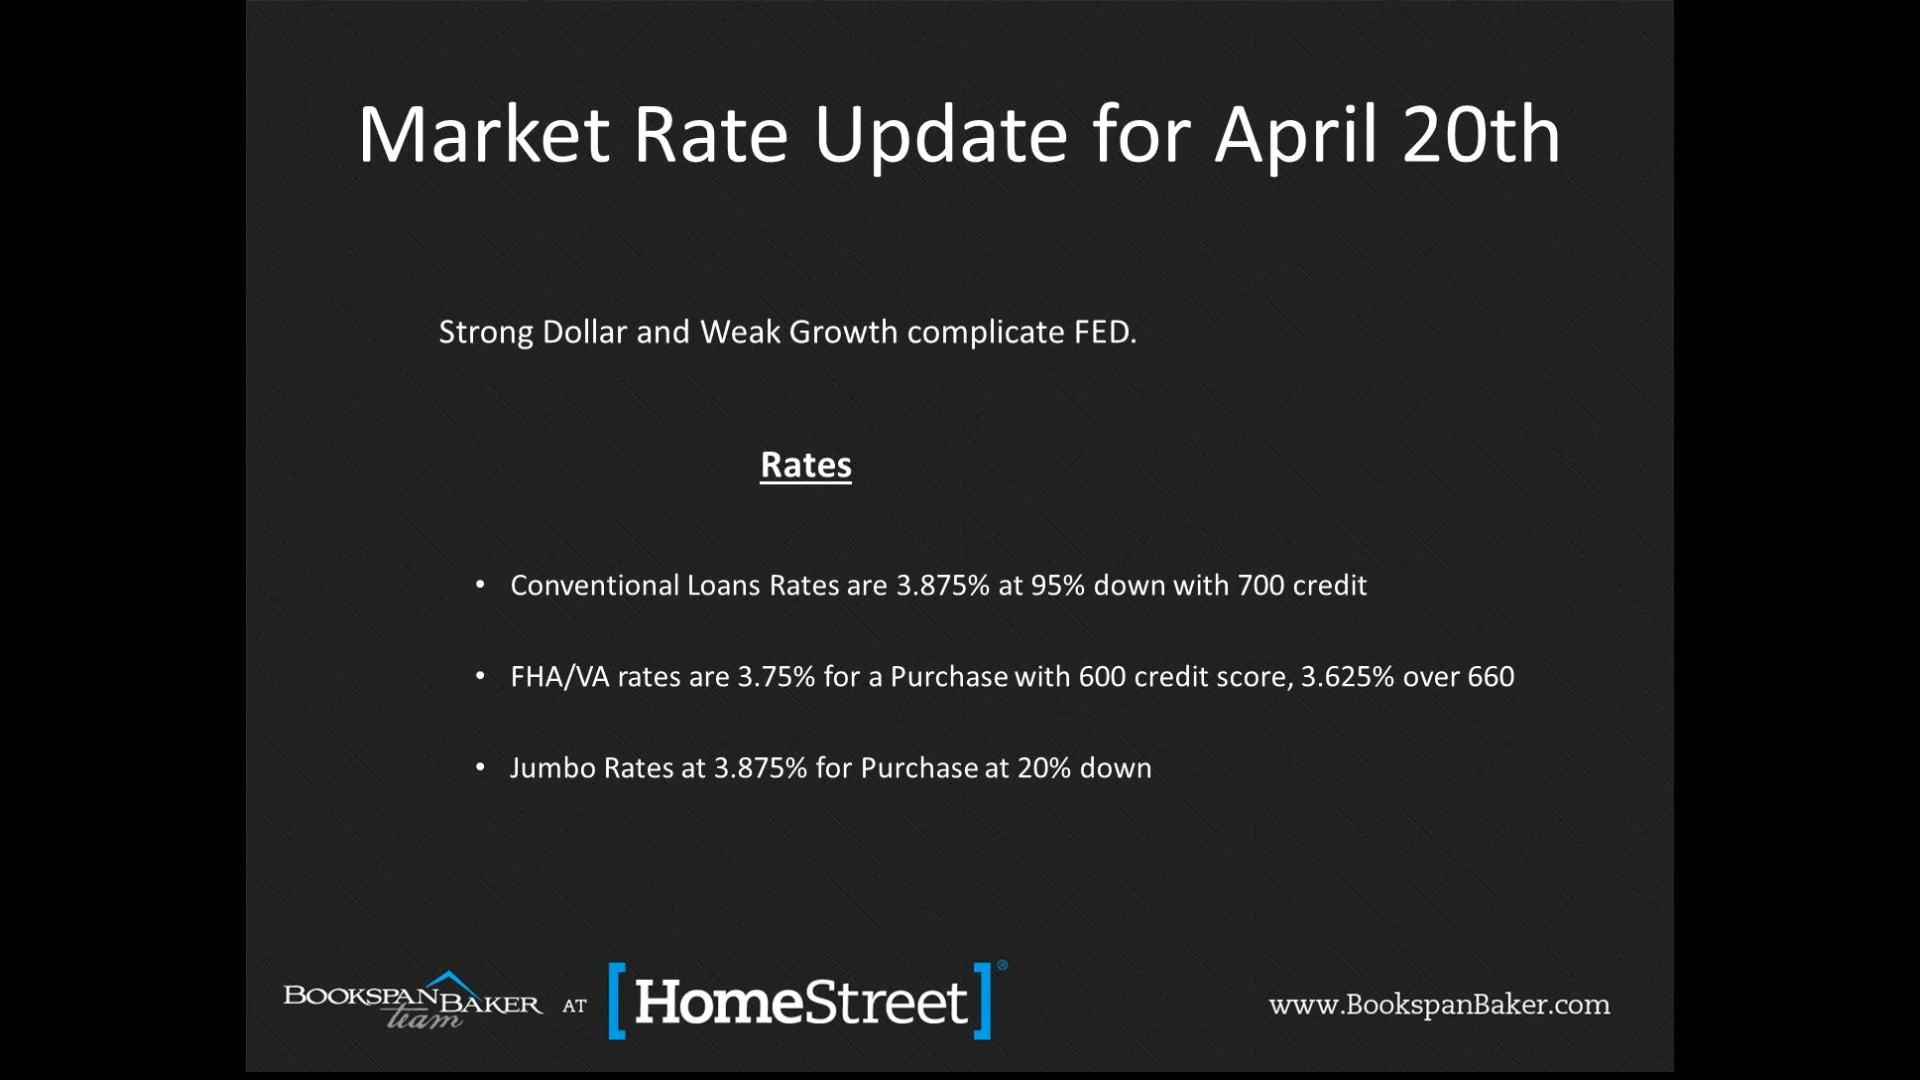 Market Rate Update for April 20th
Strong Dollar and Weak Growth complicate FED.
Rates
• Conventional Loans Rates are 3.875% at 95% down with 700 credit
• FHA/VA rates are 3.75% for a Purchase with 600 credit score, 3.625% over 660
• Jumbo Rates at 3.875% for Purchase at 20% down
BOOKSPANBAKER team AT [HomeStreet]® www.BookspanBaker.com